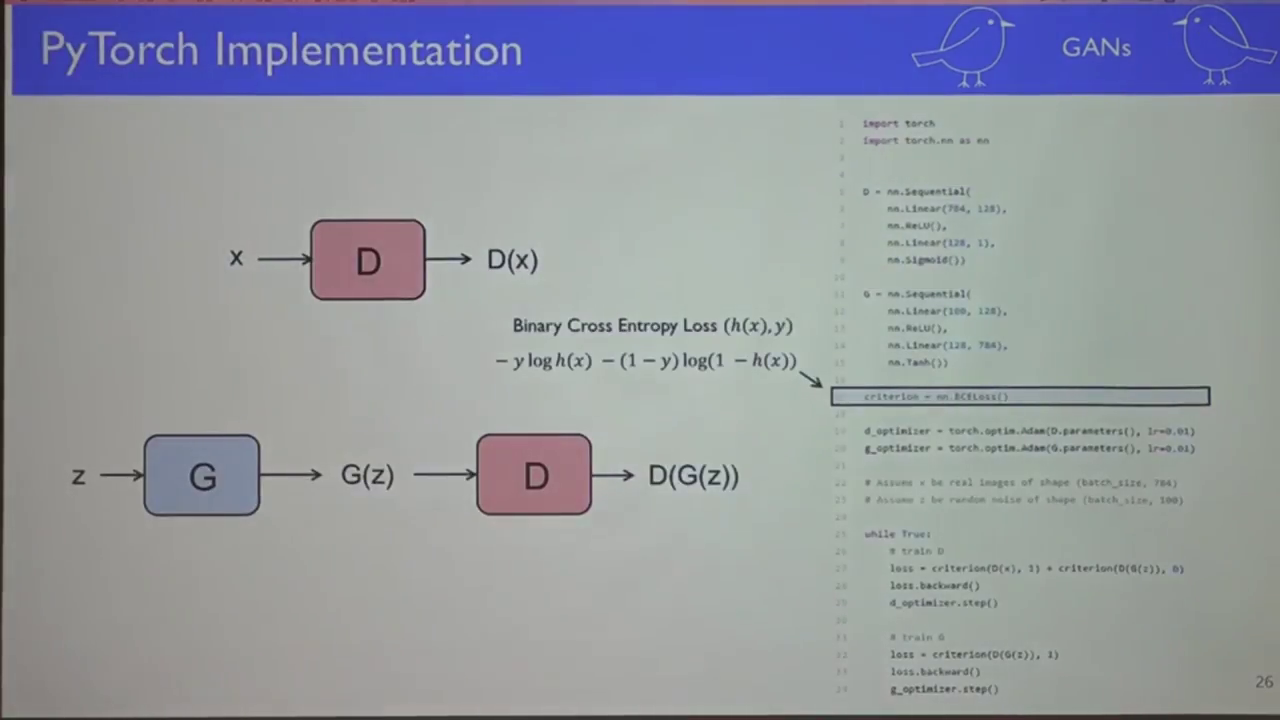 PyTorch Implementation
GANs
x
D
D(x)
Binary Cross Entropy Loss (h(x), y)
− y log h(x) − (1 − y) log(1 − h(x))
z
G
G(z)
D
D(G(z))
1 import torch
2 import torch.nn as nn
3
4
5 D = nn.Sequential(
6 nn.Linear(784, 128),
7 nn.ReLU(),
8 nn.Linear(128, 1),
9 nn.Sigmoid())
10
11 G = nn.Sequential(
12 nn.Linear(100, 128),
13 nn.ReLU(),
14 nn.Linear(128, 784),
15 nn.Tanh())
16
17 criterion = nn.BCELoss()
18
19 d_optimizer = torch.optim.Adam(D.parameters(), lr=0.01)
20 g_optimizer = torch.optim.Adam(G.parameters(), lr=0.01)
21
22 # Assume x be real images of shape (batch_size, 784)
23 # Assume z be random noise of shape (batch_size, 100)
24
25 while True:
26 # train D
27 loss = criterion(D(x), 1) + criterion(D(G(z)), 0)
28 loss.backward()
29 d_optimizer.step()
30
31 # train G
32 loss = criterion(D(G(z)), 1)
33 loss.backward()
34 g_optimizer.step()
26